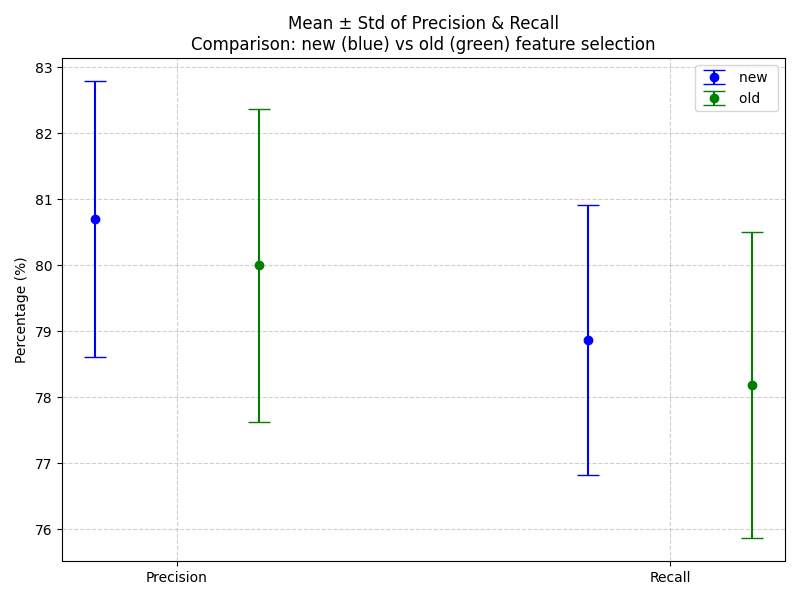 Mean ± Std of Precision & Recall
Comparison: new (blue) vs old (green) feature selection
new
old
Percentage (%)
83
82
81
80
79
78
77
76
Precision
Recall